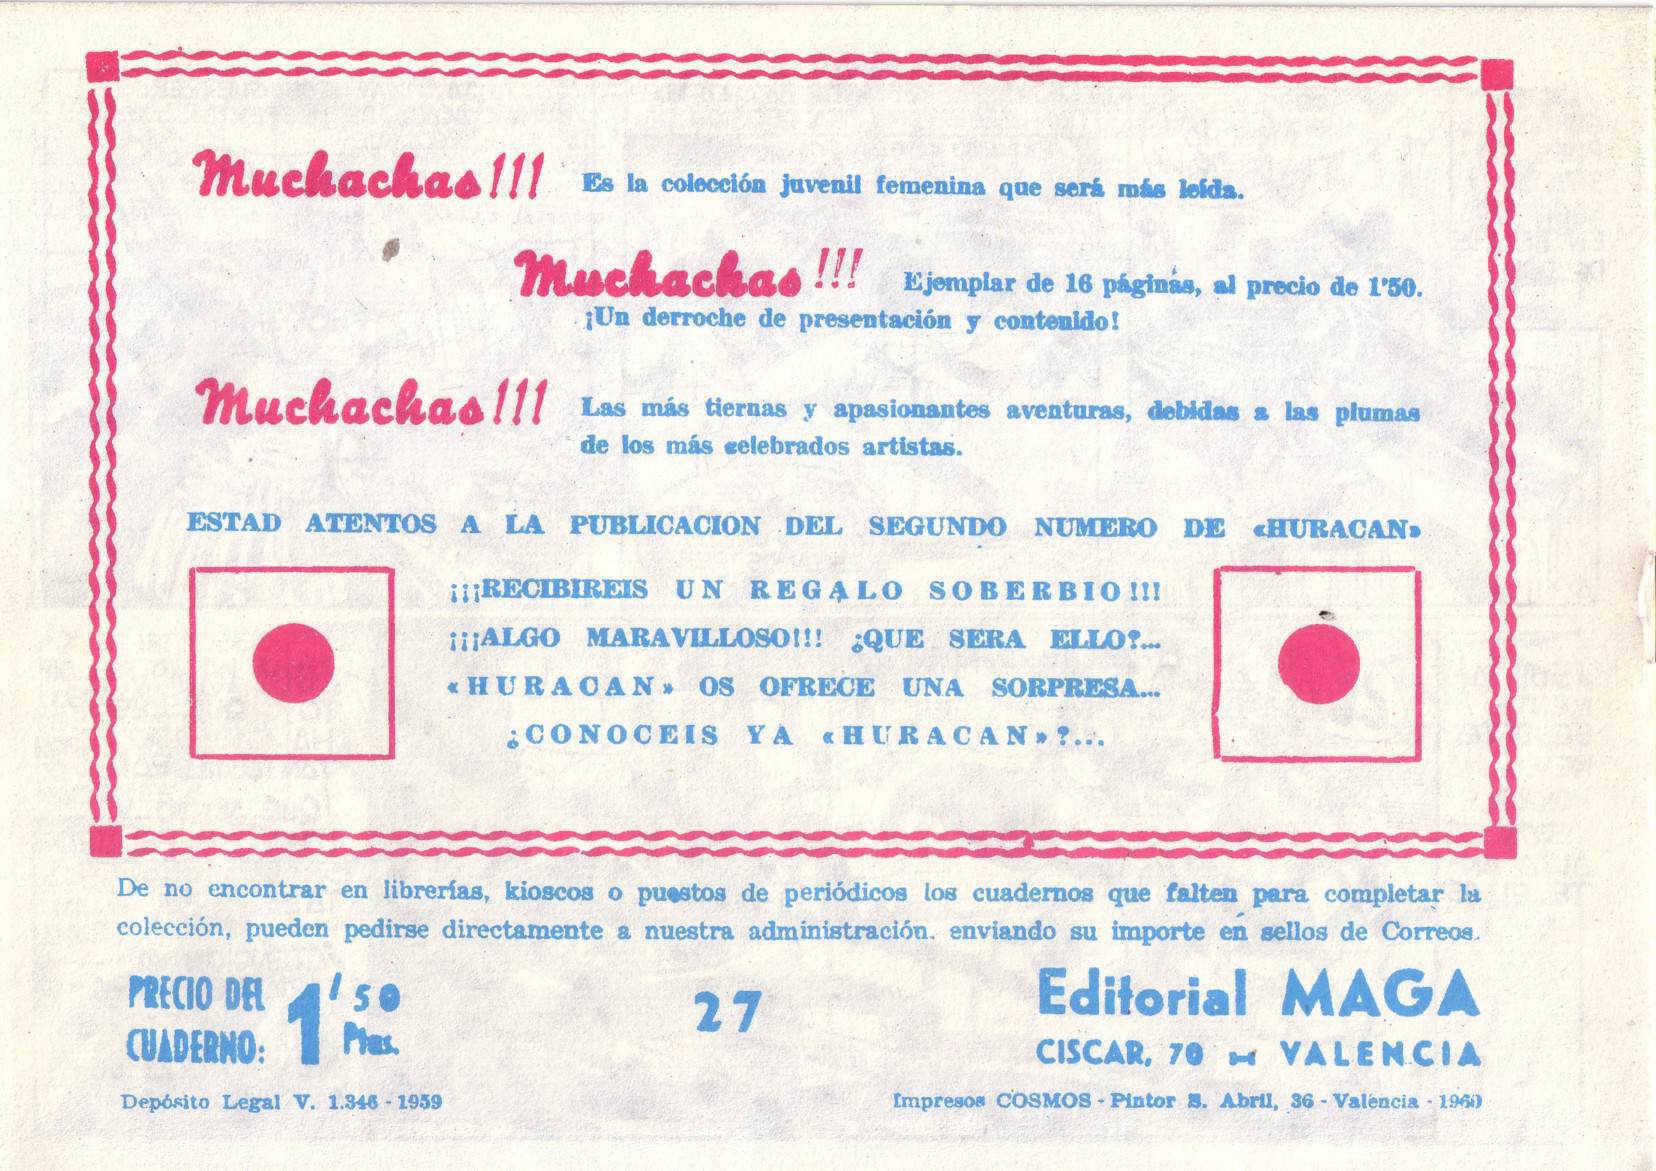 Muchachas!!! Es la colección juvenil femenina que será más leída.
Muchachas!!! Ejemplar de 16 páginas, al precio de 1'50.
¡Un derroche de presentación y contenido!
Muchachas!!! Las más tiernas y apasionantes aventuras, debidas a las plumas
de los más celebrados artistas.
ESTAD ATENTOS A LA PUBLICACION DEL SEGUNDO NUMERO DE «HURACAN»
¡¡¡RECIBIREIS UN REGALO SOBERBIO!!!
¡¡¡ALGO MARAVILLOSO!!! ¿QUE SERA ELLO?...
«HURACAN» OS OFRECE UNA SORPRESA...
¿CONOCEIS YA «HURACAN»?...
De no encontrar en librerías, kioscos o puestos de periódicos los cuadernos que falten para completar la
colección, pueden pedirse directamente a nuestra administración. enviando su importe en sellos de Correos.
PRECIO DEL
CUADERNO: 1'50 Ptas.
27
Editorial MAGA
CISCAR, 70 - VALENCIA
Depósito Legal V. 1.346 - 1959
Impresos COSMOS - Pintor S. Abril, 36 - Valencia - 1960